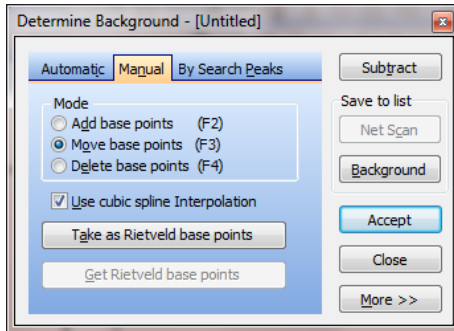 Determine Background - [Untitled]
Automatic Manual By Search Peaks
Mode
Add base points (F2)
Move base points (F3)
Delete base points (F4)
Use cubic spline Interpolation
Take as Rietveld base points
Get Rietveld base points
Subtract
Save to list
Net Scan
Background
Accept
Close
More >>